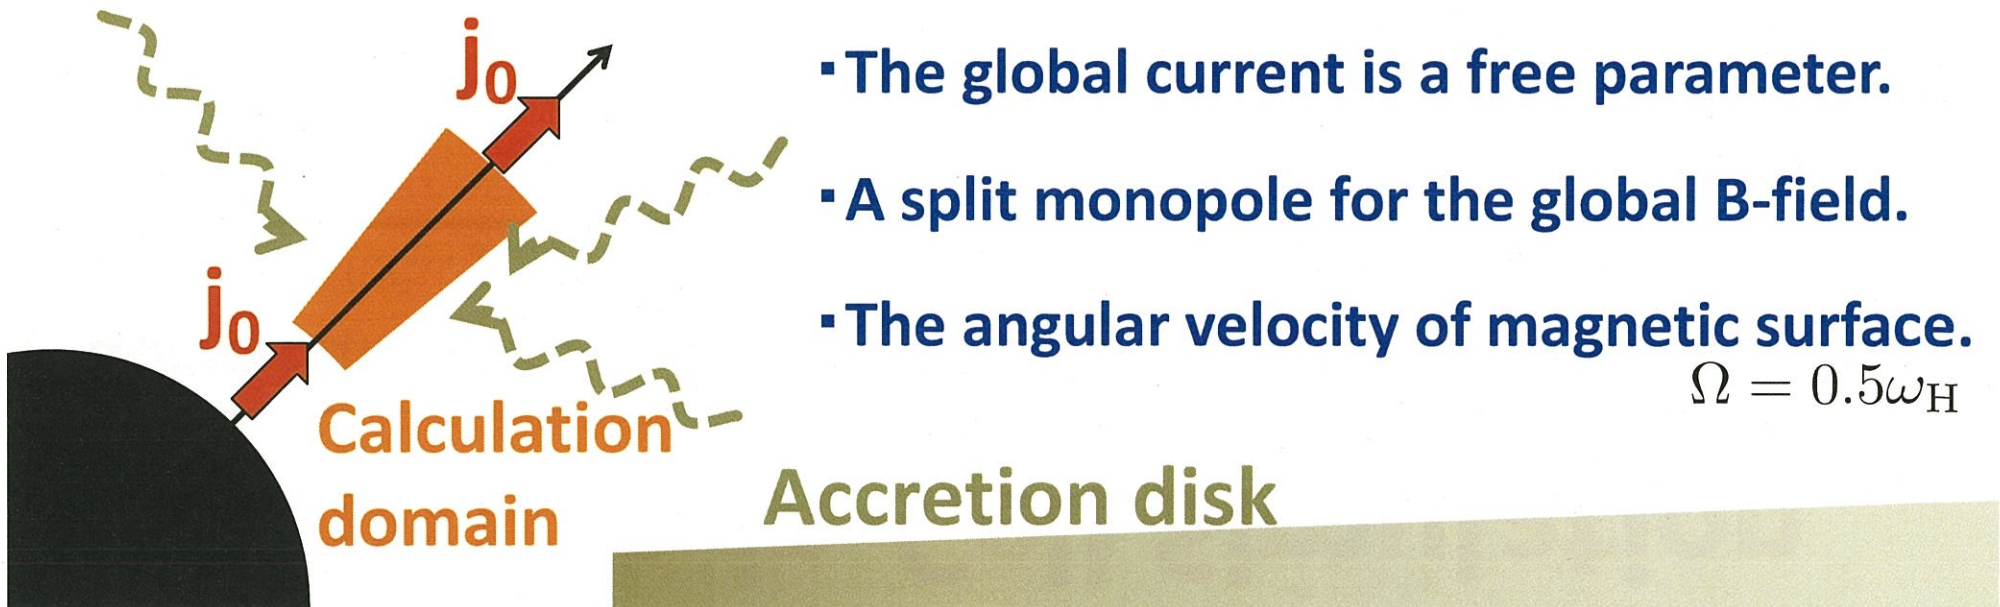 j0
▪The global current is a free parameter.
▪A split monopole for the global B-field.
j0
▪The angular velocity of magnetic surface.
Ω = 0.5ωH
Calculation
domain
Accretion disk